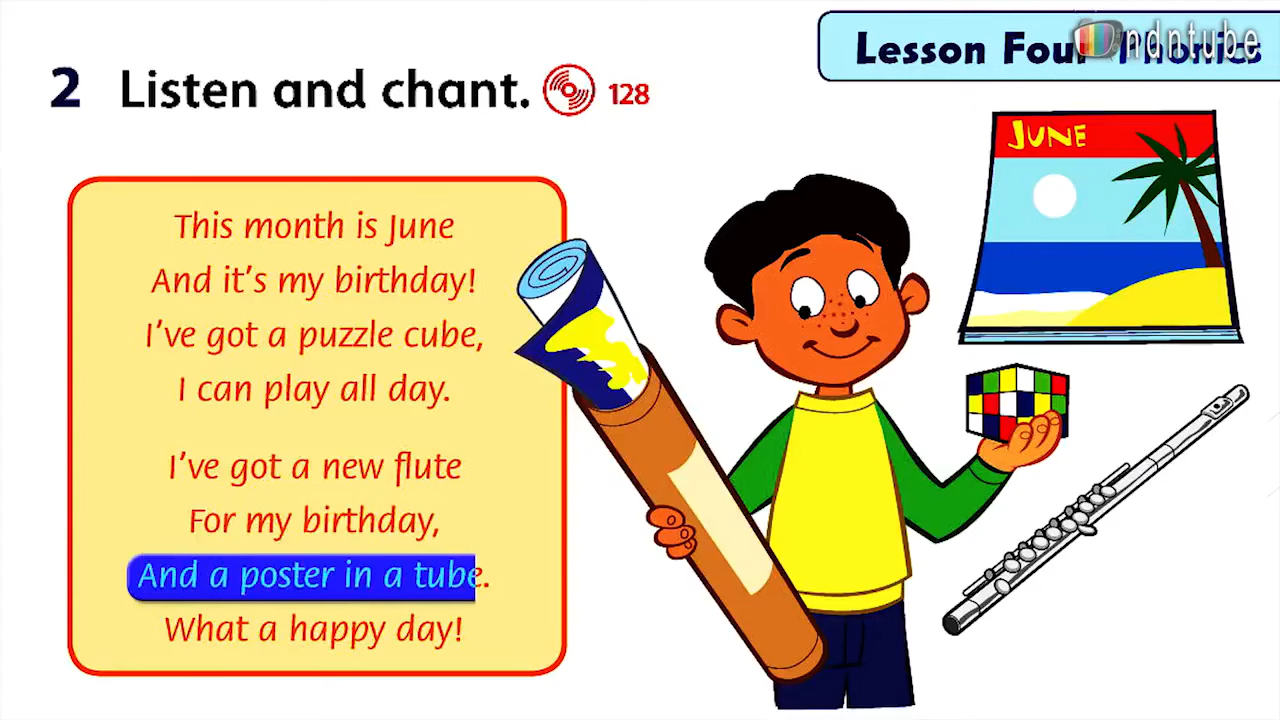 Lesson Four Phonics
ndntube
2 Listen and chant. 128
JUNE
This month is June
And it's my birthday!
I've got a puzzle cube,
I can play all day.
I've got a new flute
For my birthday,
And a poster in a tube.
What a happy day!